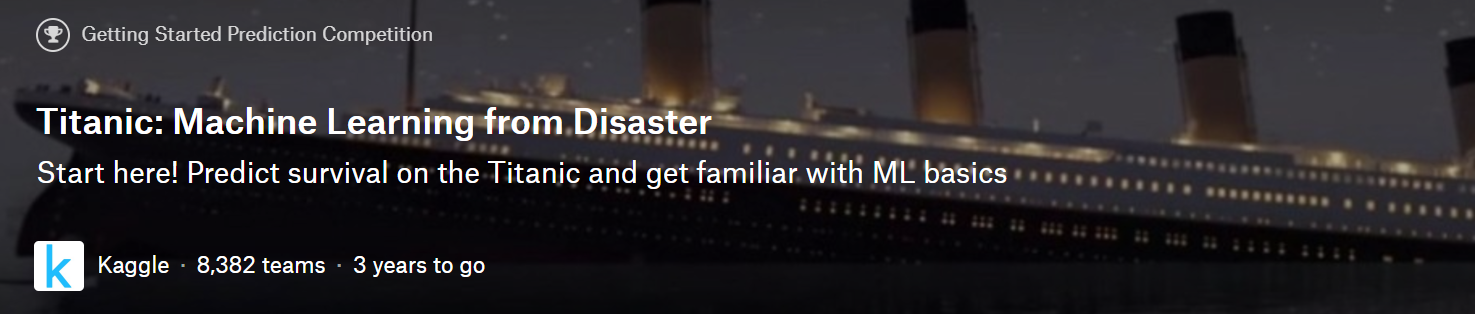 Getting Started Prediction Competition
Titanic: Machine Learning from Disaster
Start here! Predict survival on the Titanic and get familiar with ML basics
k Kaggle · 8,382 teams · 3 years to go